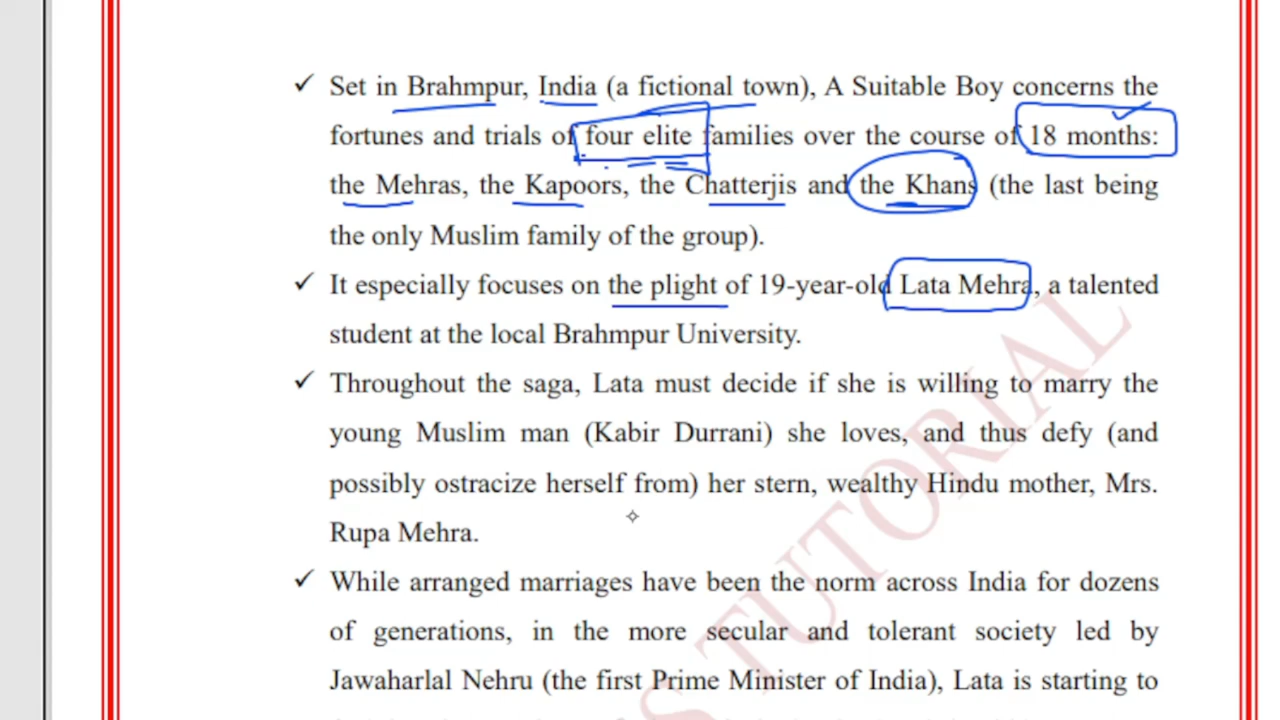 ✓ Set in Brahmpur, India (a fictional town), A Suitable Boy concerns the
fortunes and trials of four elite families over the course of 18 months:
the Mehras, the Kapoors, the Chatterjis and the Khans (the last being
the only Muslim family of the group).
✓ It especially focuses on the plight of 19-year-old Lata Mehra, a talented
student at the local Brahmpur University.
✓ Throughout the saga, Lata must decide if she is willing to marry the
young Muslim man (Kabir Durrani) she loves, and thus defy (and
possibly ostracize herself from) her stern, wealthy Hindu mother, Mrs.
Rupa Mehra.
✓ While arranged marriages have been the norm across India for dozens
of generations, in the more secular and tolerant society led by
Jawaharlal Nehru (the first Prime Minister of India), Lata is starting to
S TUTORIAL